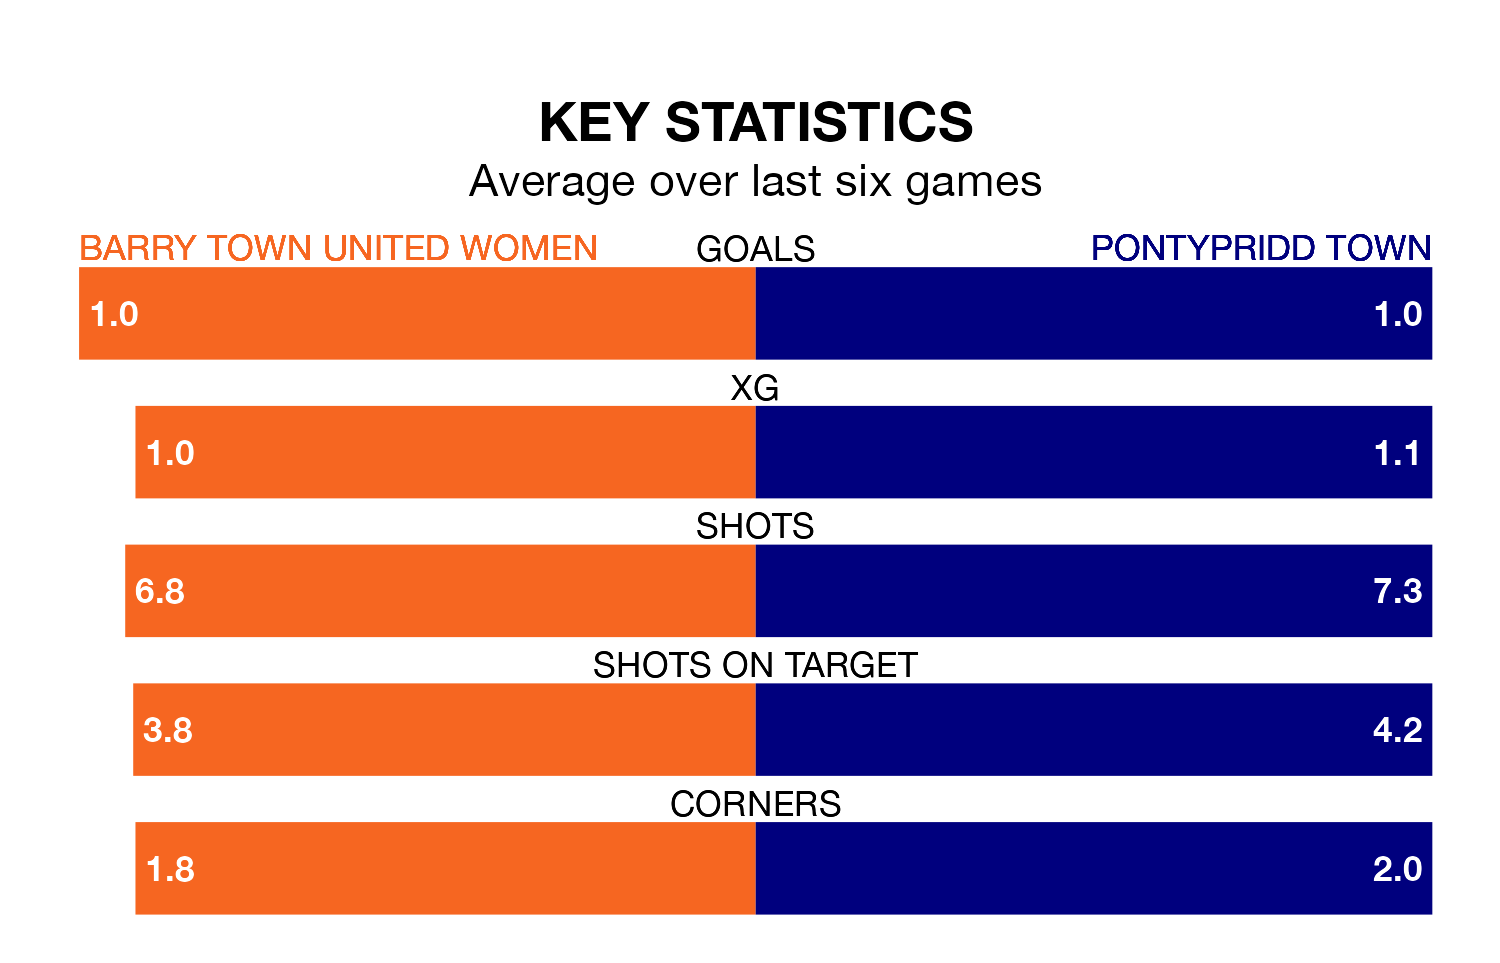 KEY STATISTICS
Average over last six games
BARRY TOWN UNITED WOMEN GOALS PONTYPRIDD TOWN
1.0 1.0
XG
1.0 1.1
SHOTS
6.8 7.3
SHOTS ON TARGET
3.8 4.2
CORNERS
1.8 2.0